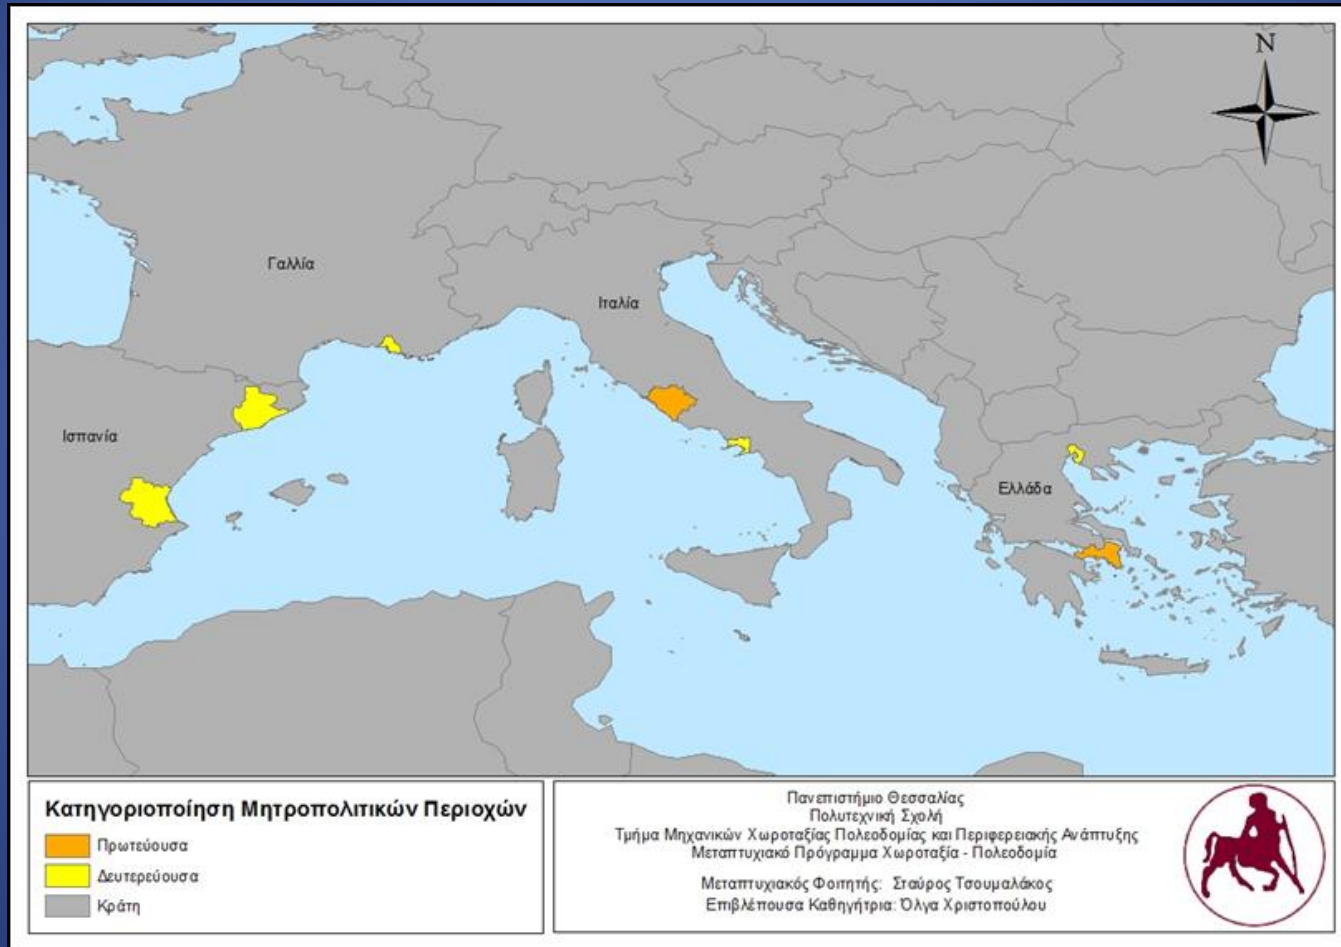 N
Γαλλία
Ιταλία
Ισπανία
Ελλάδα
Κατηγοριοποίηση Μητροπολιτικών Περιοχών
Πρωτεύουσα
Δευτερεύουσα
Κράτη
Πανεπιστήμιο Θεσσαλίας
Πολυτεχνική Σχολή
Τμήμα Μηχανικών Χωροταξίας Πολεοδομίας και Περιφερειακής Ανάπτυξης
Μεταπτυχιακό Πρόγραμμα Χωροταξία - Πολεοδομία
Μεταπτυχιακός Φοιτητής: Σταύρος Τσουμαλάκος
Επιβλέπουσα Καθηγήτρια: Όλγα Χριστοπούλου